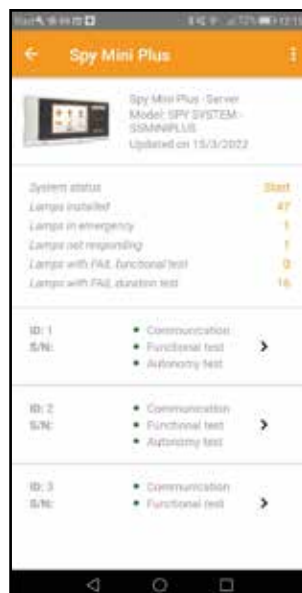 Spy Mini Plus
Spy Mini Plus - Server
Model: SPY SYSTEM -
SSMINIPLUS
Updated on 15/3/2022
System status Start
Lamps installed 47
Lamps in emergency 1
Lamps not responding 1
Lamps with FAIL functional test 0
Lamps with FAIL duration test 16
ID: 1 • Communication
S/N: • Functional test
• Autonomy test
ID: 2 • Communication
S/N: • Functional test
• Autonomy test
ID: 3 • Communication
S/N: • Functional test